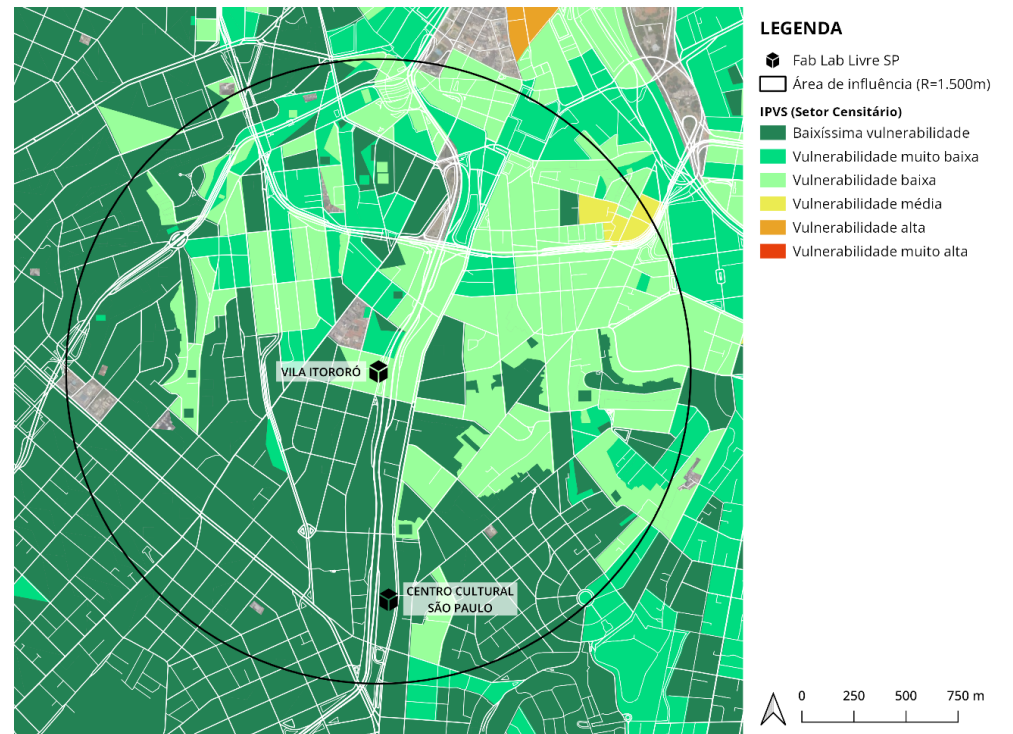 LEGENDA
Fab Lab Livre SP
Área de influência (R=1.500m)
IPVS (Setor Censitário)
Baixíssima vulnerabilidade
Vulnerabilidade muito baixa
Vulnerabilidade baixa
Vulnerabilidade média
Vulnerabilidade alta
Vulnerabilidade muito alta
VILA ITORORÓ
CENTRO CULTURAL
SÃO PAULO
0 250 500 750 m